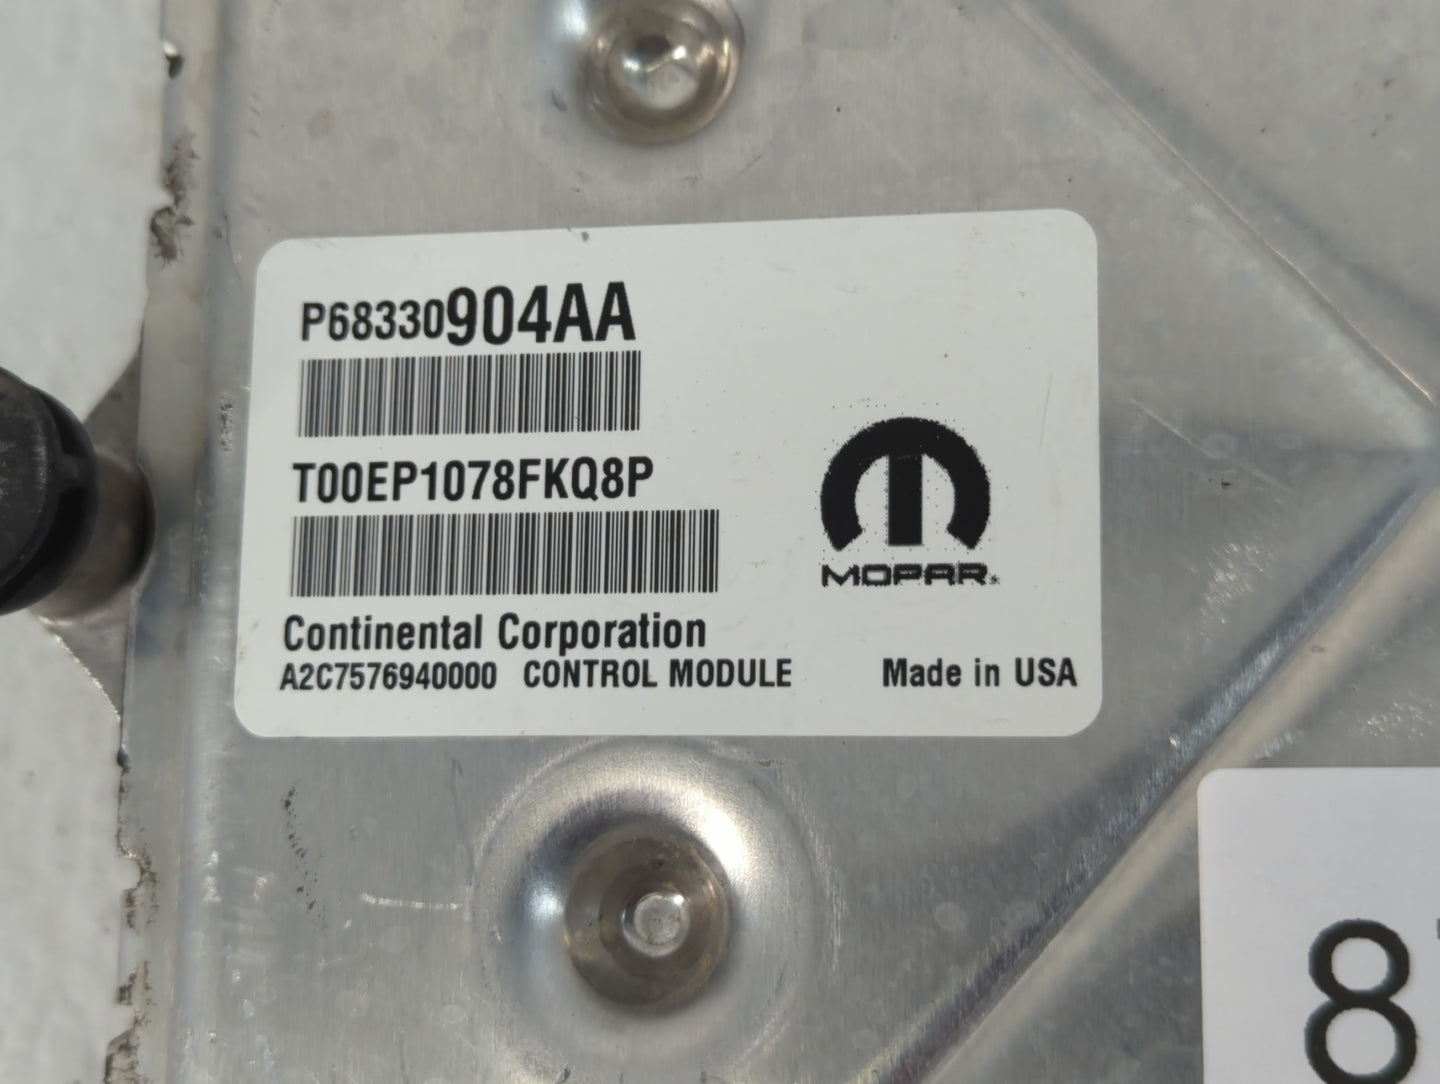 P68330904AA
T00EP1078FKQ8P
MOPAR
Continental Corporation
A2C7576940000 CONTROL MODULE Made in USA
8